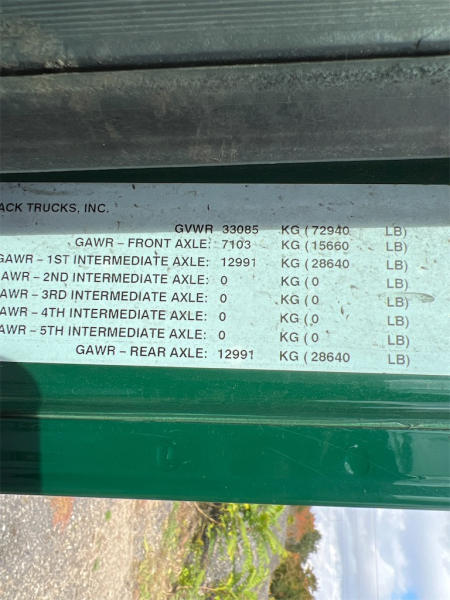 ACK TRUCKS, INC.
GVWR 33085 KG ( 72940 LB)
GAWR – FRONT AXLE: 7103 KG ( 15660 LB)
GAWR – 1ST INTERMEDIATE AXLE: 12991 KG ( 28640 LB)
AWR – 2ND INTERMEDIATE AXLE: 0 KG ( 0 LB)
AWR – 3RD INTERMEDIATE AXLE: 0 KG ( 0 LB)
AWR – 4TH INTERMEDIATE AXLE: 0 KG ( 0 LB)
AWR – 5TH INTERMEDIATE AXLE: 0 KG ( 0 LB)
GAWR – REAR AXLE: 12991 KG ( 28640 LB)